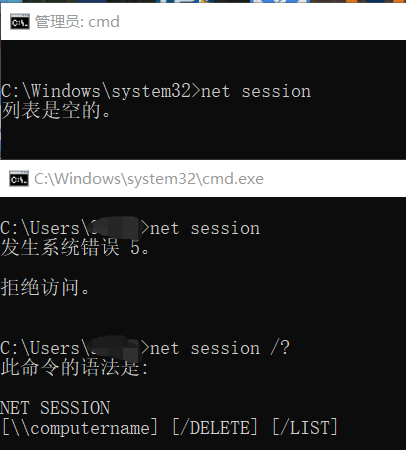 管理员: cmd
C:\Windows\system32>net session
列表是空的。
C:\Windows\system32\cmd.exe
C:\Users\>net session
发生系统错误 5。
拒绝访问。
C:\Users\>net session /?
此命令的语法是:
NET SESSION
[\\computername] [/DELETE] [/LIST]